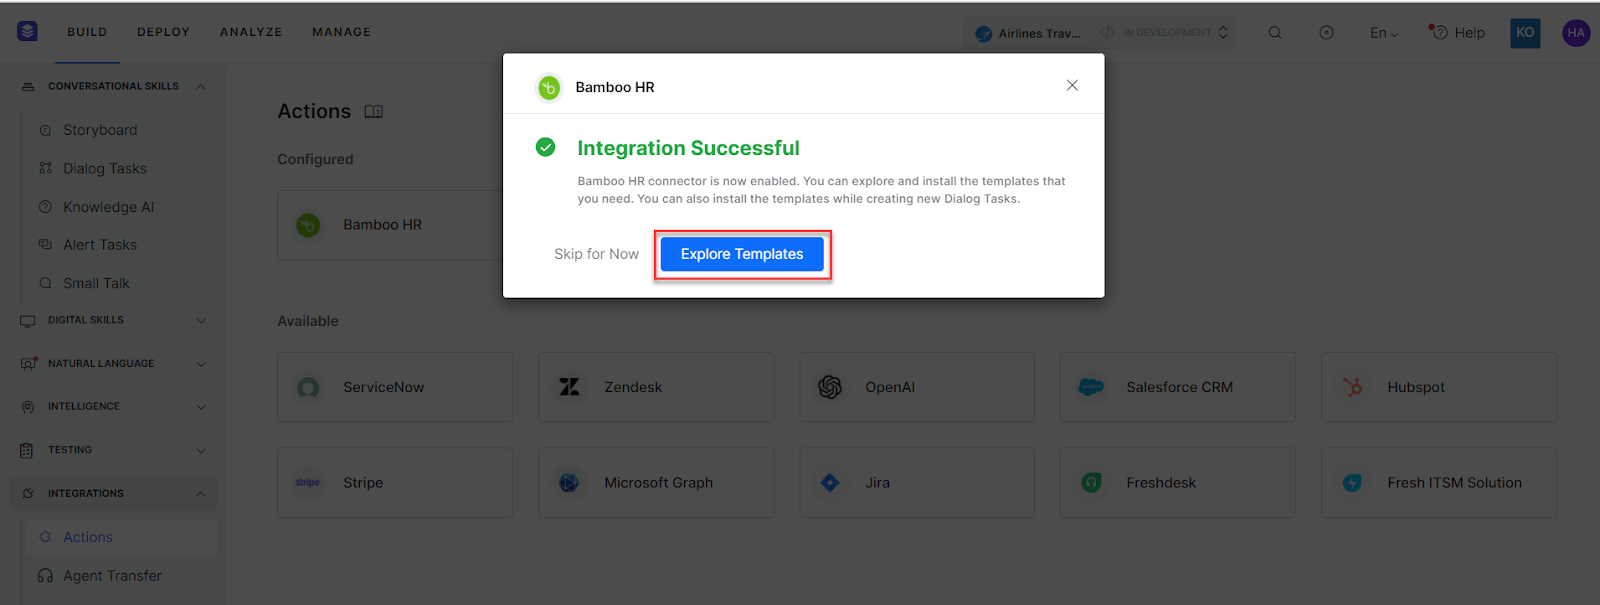 BUILD DEPLOY ANALYZE MANAGE Airlines Trav... </> IN DEVELOPMENT En Help KO HA
CONVERSATIONAL SKILLS
Storyboard
Dialog Tasks
Knowledge AI
Alert Tasks
Small Talk
DIGITAL SKILLS
NATURAL LANGUAGE
INTELLIGENCE
TESTING
INTEGRATIONS
Actions
Agent Transfer
Actions
Configured
Bamboo HR
Bamboo HR
Integration Successful
Bamboo HR connector is now enabled. You can explore and install the templates that
you need. You can also install the templates while creating new Dialog Tasks.
Skip for Now Explore Templates
Available
ServiceNow Zendesk OpenAI Salesforce CRM Hubspot
stripe Stripe Microsoft Graph Jira Freshdesk Fresh ITSM Solution